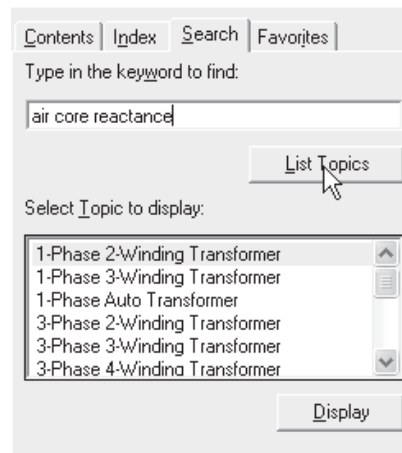 Contents Index Search Favorites
Type in the keyword to find:
air core reactance
List Topics
Select Topic to display:
1-Phase 2-Winding Transformer
1-Phase 3-Winding Transformer
1-Phase Auto Transformer
3-Phase 2-Winding Transformer
3-Phase 3-Winding Transformer
3-Phase 4-Winding Transformer
Display